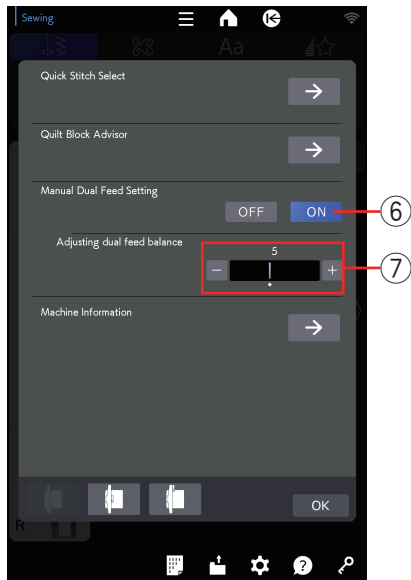 Sewing
Aa
Quick Stitch Select
Quilt Block Advisor
Manual Dual Feed Setting
OFF ON
⑥
Adjusting dual feed balance
5
− +
⑦
Machine Information
OK
R
?